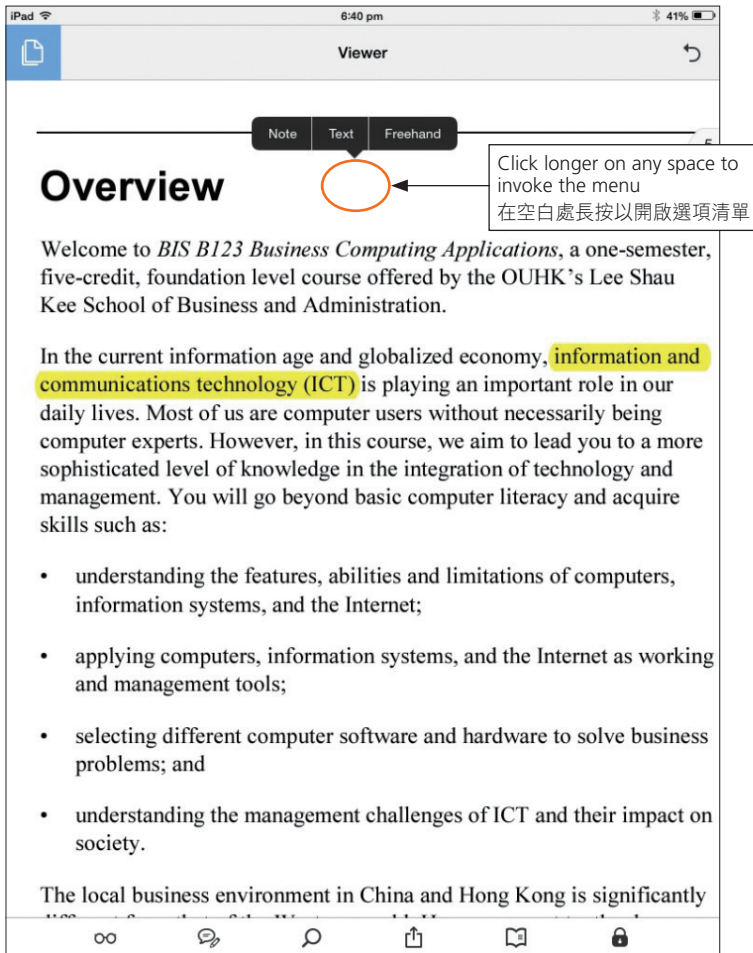 iPad 6:40 pm 41%
Viewer
Note Text Freehand
Click longer on any space to
invoke the menu
在空白處長按以開啟選項清單
Overview
Welcome to BIS B123 Business Computing Applications, a one-semester,
five-credit, foundation level course offered by the OUHK’s Lee Shau
Kee School of Business and Administration.
In the current information age and globalized economy, information and
communications technology (ICT) is playing an important role in our
daily lives. Most of us are computer users without necessarily being
computer experts. However, in this course, we aim to lead you to a more
sophisticated level of knowledge in the integration of technology and
management. You will go beyond basic computer literacy and acquire
skills such as:
• understanding the features, abilities and limitations of computers,
information systems, and the Internet;
• applying computers, information systems, and the Internet as working
and management tools;
• selecting different computer software and hardware to solve business
problems; and
• understanding the management challenges of ICT and their impact on
society.
The local business environment in China and Hong Kong is significantly